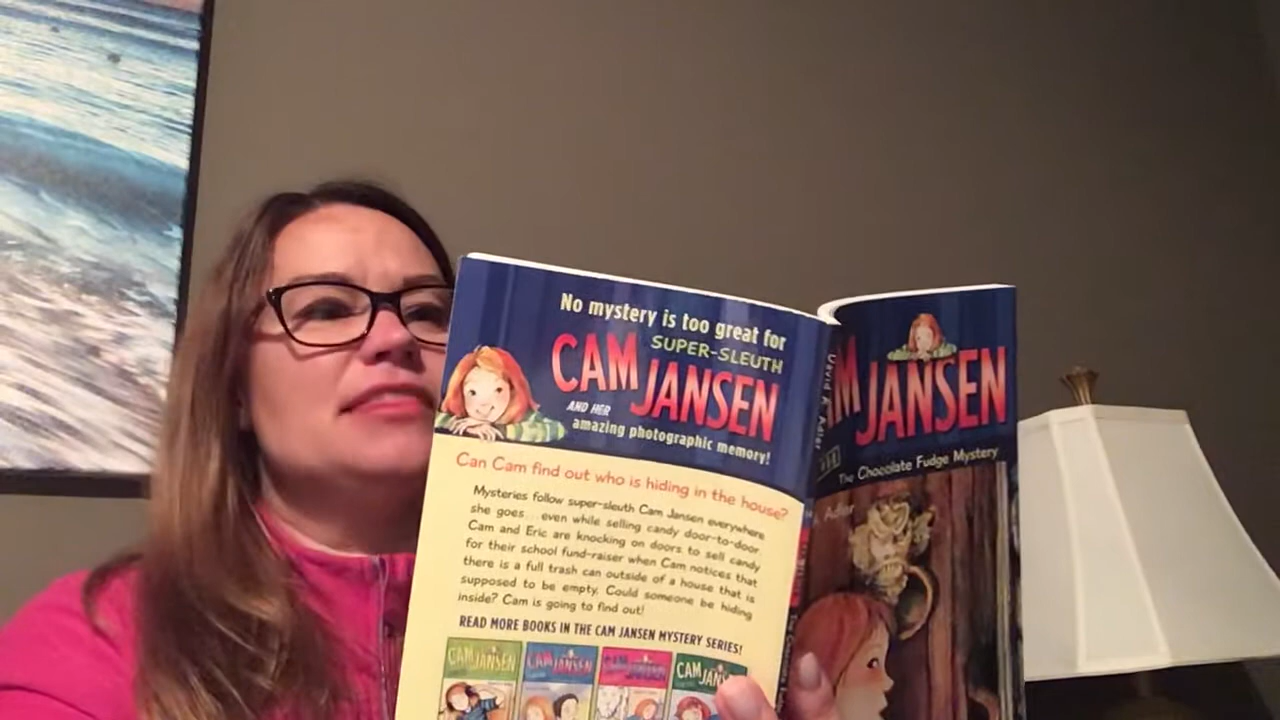 No mystery is too great for
SUPER-SLEUTH
CAM JANSEN
AND HER
amazing photographic memory!
Can Cam find out who is hiding in the house?
Mysteries follow super-sleuth Cam Jansen everywhere
she goes... even while selling candy door-to-door.
Cam and Eric are knocking on doors to sell candy
for their school fund-raiser when Cam notices that
there is a full trash can outside of a house that is
supposed to be empty. Could someone be hiding
inside? Cam is going to find out!
READ MORE BOOKS IN THE CAM JANSEN MYSTERY SERIES!
CAM JANSEN
CAM JANSEN
CAM JANSEN
CAM JANS
David A. Adler
M JANSEN
The Chocolate Fudge Mystery
Adler